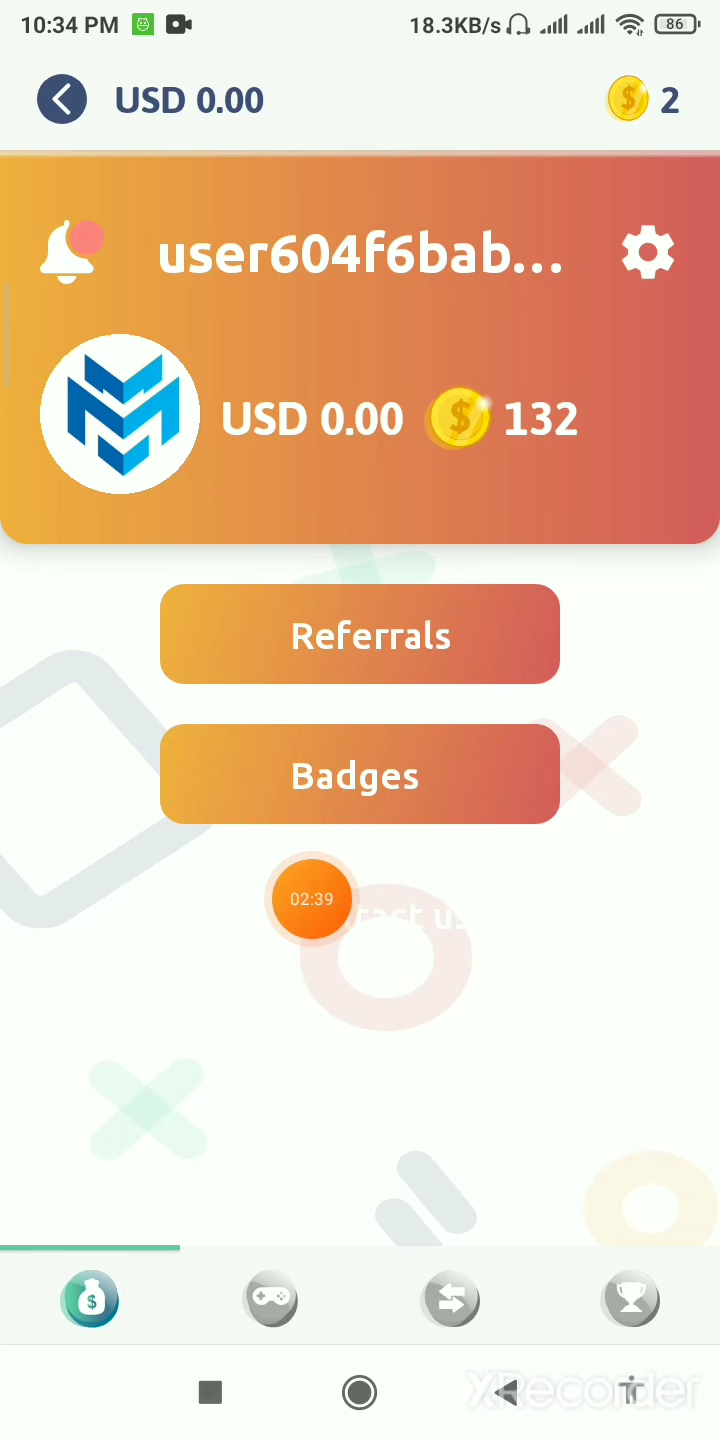 10:34 PM 18.3KB/s 86
USD 0.00 2
user604f6bab...
USD 0.00 132
Referrals
Badges
02:39
XRecorder